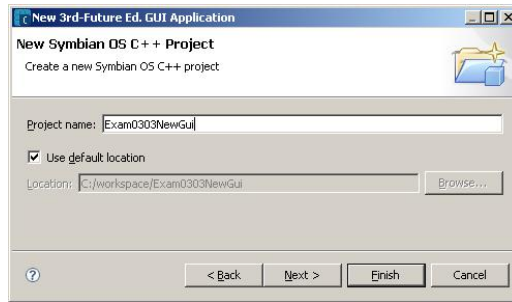 New 3rd-Future Ed. GUI Application
New Symbian OS C++ Project
Create a new Symbian OS C++ project
Project name: Exam0303NewGui
Use default location
Location: C:/workspace/Exam0303NewGui Browse...
? < Back Next > Finish Cancel